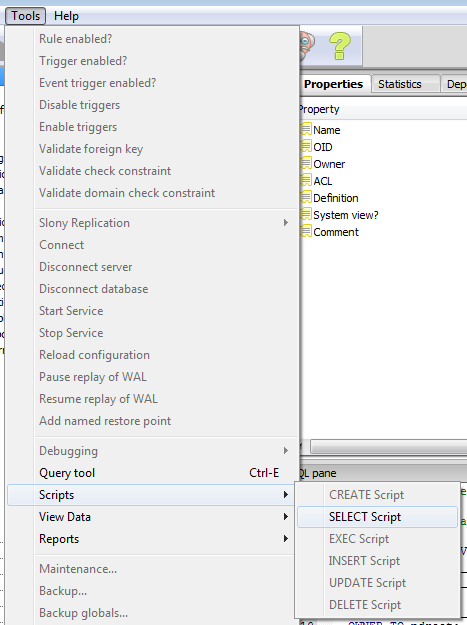 Tools Help
Rule enabled?
Trigger enabled?
Event trigger enabled?
Disable triggers
Enable triggers
Validate foreign key
Validate check constraint
Validate domain check constraint
Slony Replication
Connect
Disconnect server
Disconnect database
Start Service
Stop Service
Reload configuration
Pause replay of WAL
Resume replay of WAL
Add named restore point
Debugging
Query tool Ctrl-E
Scripts
View Data
Reports
Maintenance...
Backup...
Backup globals...
CREATE Script
SELECT Script
EXEC Script
INSERT Script
UPDATE Script
DELETE Script
Properties Statistics Dep
Property
Name
OID
Owner
ACL
Definition
System view?
Comment
QL pane
OWNER TO